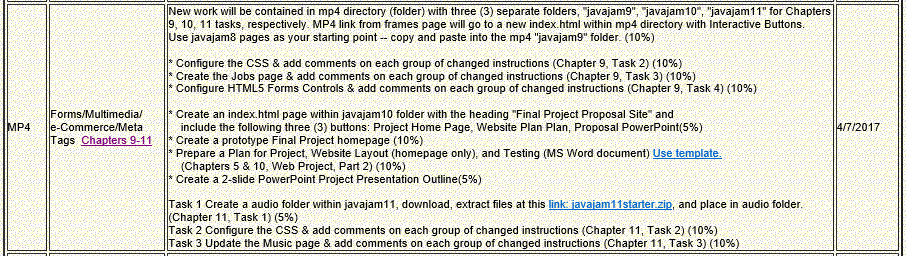 New work will be contained in mp4 directory (folder) with three (3) separate folders, "javajam9", "javajam10", "javajam11" for Chapters
9, 10, 11 tasks, respectively. MP4 link from frames page will go to a new index.html within mp4 directory with Interactive Buttons.
Use javajam8 pages as your starting point -- copy and paste into the mp4 "javajam9" folder. (10%)
* Configure the CSS & add comments on each group of changed instructions (Chapter 9, Task 2) (10%)
* Create the Jobs page & add comments on each group of changed instructions (Chapter 9, Task 3) (10%)
* Configure HTML5 Forms Controls & add comments on each group of changed instructions (Chapter 9, Task 4) (10%)
MP4
Forms/Multimedia/
e-Commerce/Meta
Tags Chapters 9-11
* Create an index.html page within javajam10 folder with the heading "Final Project Proposal Site" and
include the following three (3) buttons: Project Home Page, Website Plan Plan, Proposal PowerPoint(5%)
* Create a prototype Final Project homepage (10%)
* Prepare a Plan for Project, Website Layout (homepage only), and Testing (MS Word document) Use template.
(Chapters 5 & 10, Web Project, Part 2) (10%)
* Create a 2-slide PowerPoint Project Presentation Outline(5%)
Task 1 Create a audio folder within javajam11, download, extract files at this link: javajam11starter.zip, and place in audio folder.
(Chapter 11, Task 1) (5%)
Task 2 Configure the CSS & add comments on each group of changed instructions (Chapter 11, Task 2) (10%)
Task 3 Update the Music page & add comments on each group of changed instructions (Chapter 11, Task 3) (10%)
4/7/2017